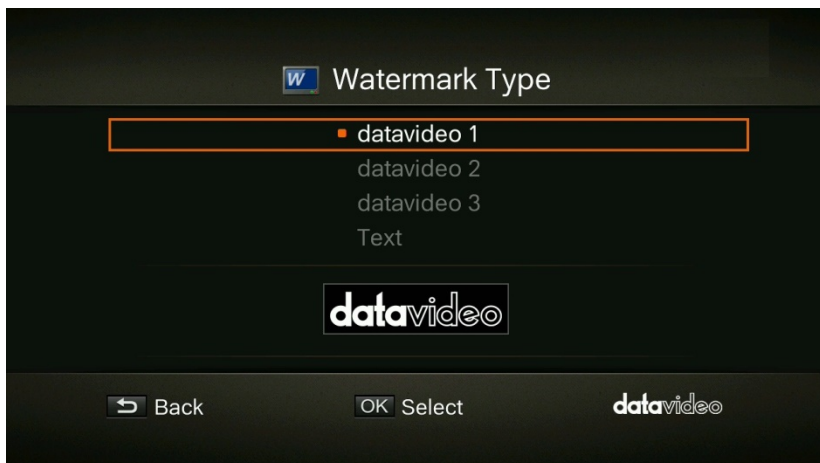 W Watermark Type
datavideo 1
datavideo 2
datavideo 3
Text
datavideo
Back OK Select datavideo